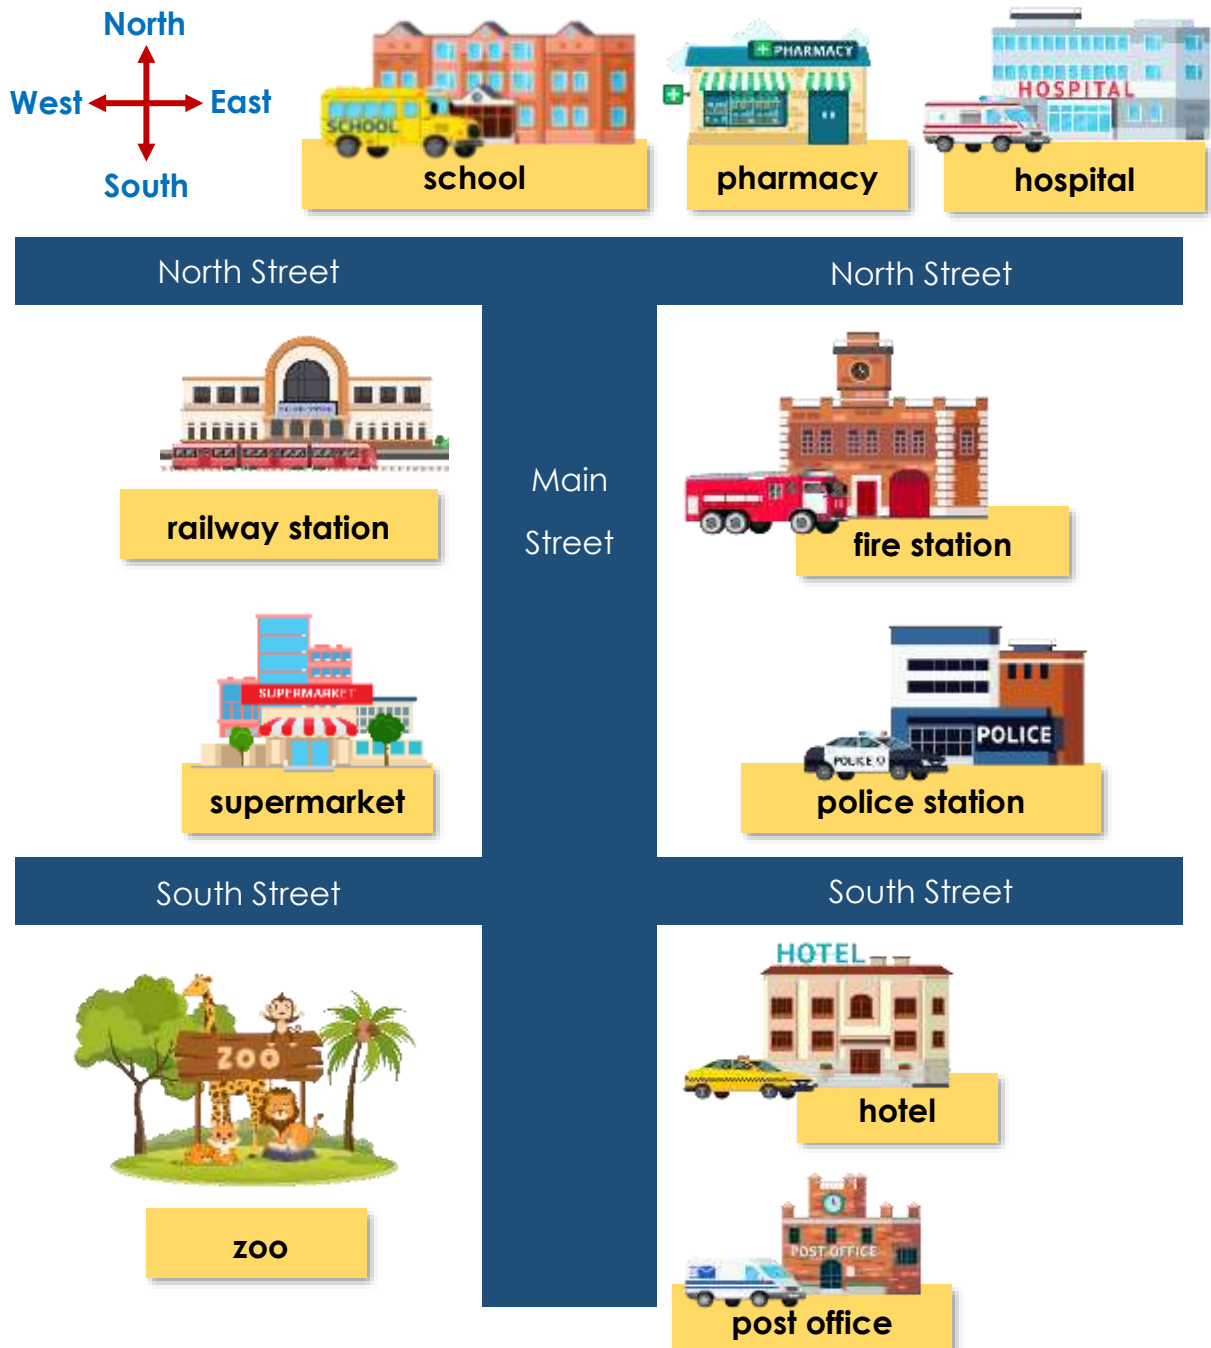 North
West East
South
PHARMACY
HOSPITAL
SCHOOL
school
pharmacy
hospital
North Street
North Street
railway station
Main
Street
fire station
SUPERMARKET
supermarket
POLICE
POLICE
police station
South Street
South Street
ZOO
zoo
HOTEL
hotel
POST OFFICE
post office